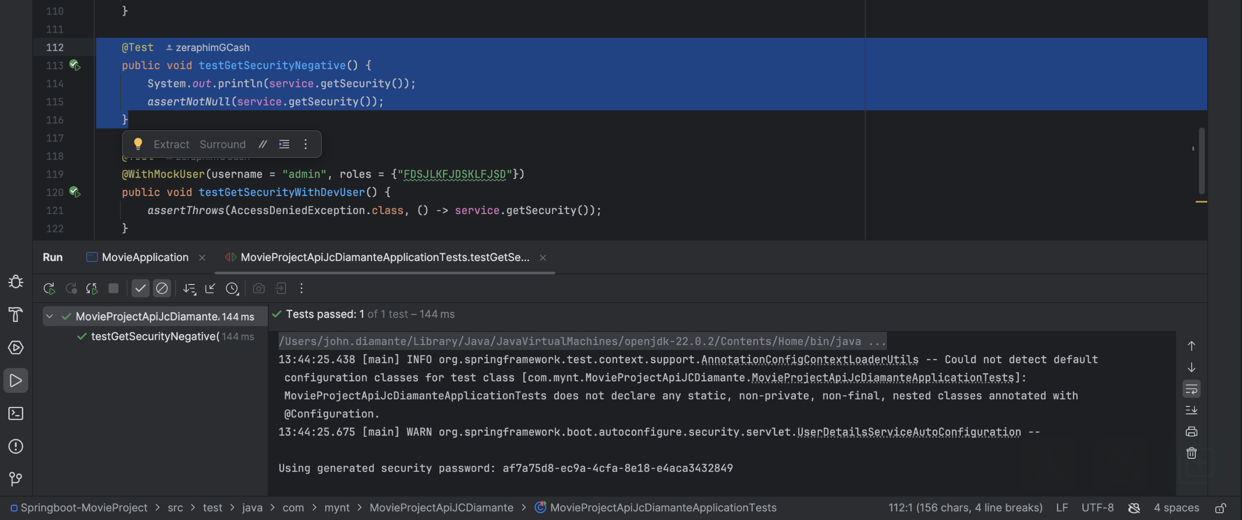 110 }
111
112 @Test zeraphimGCash
113 public void testGetSecurityNegative() {
114 System.out.println(service.getSecurity());
115 assertNotNull(service.getSecurity());
116 }
Extract Surround //
117
118
119 @WithMockUser(username = "admin", roles = {"FDSJLKFJDSKLFJSD"})
120 public void testGetSecurityWithDevUser() {
121 assertThrows(AccessDeniedException.class, () -> service.getSecurity());
122 }
Run MovieApplication × MovieProjectApiJcDiamanteApplicationTests.testGetSe... ×
MovieProjectApiJcDiamante. 144 ms
testGetSecurityNegative( 144 ms
Tests passed: 1 of 1 test – 144 ms
/Users/john.diamante/Library/Java/JavaVirtualMachines/openjdk-22.0.2/Contents/Home/bin/java ...
13:44:25.438 [main] INFO org.springframework.test.context.support.AnnotationConfigContextLoaderUtils -- Could not detect default
configuration classes for test class [com.mynt.MovieProjectApiJCDiamante.MovieProjectApiJcDiamanteApplicationTests]:
MovieProjectApiJcDiamanteApplicationTests does not declare any static, non-private, non-final, nested classes annotated with
@Configuration.
13:44:25.675 [main] WARN org.springframework.boot.autoconfigure.security.servlet.UserDetailsServiceAutoConfiguration --
Using generated security password: af7a75d8-ec9a-4cfa-8e18-e4aca3432849
Springboot-MovieProject > src > test > java > com > mynt > MovieProjectApiJCDiamante > MovieProjectApiJcDiamanteApplicationTests 112:1 (156 chars, 4 line breaks) LF UTF-8 4 spaces